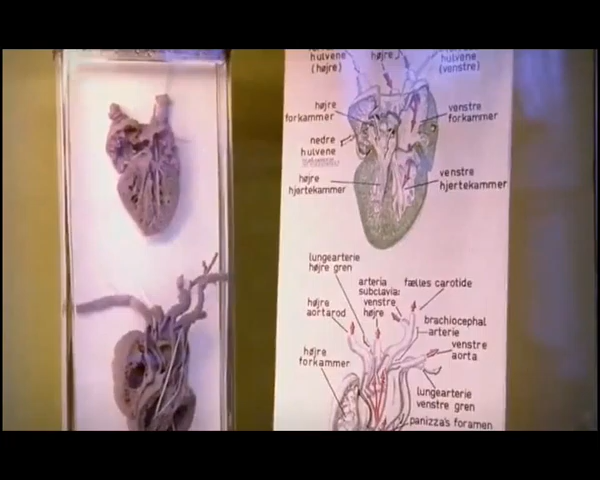 hulvene
(højre)
højre
hulvene
(venstre)
højre
forkammer
venstre
forkammer
nedre
hulvene
højre
hjertekammer
venstre
hjertekammer
lungearterie
højre gren
arteria
subclavia:
venstre
højre
fælles carotide
højre
aortarod
brachiocephal
arterie
venstre
aorta
højre
forkammer
lungearterie
venstre gren
panizza's foramen